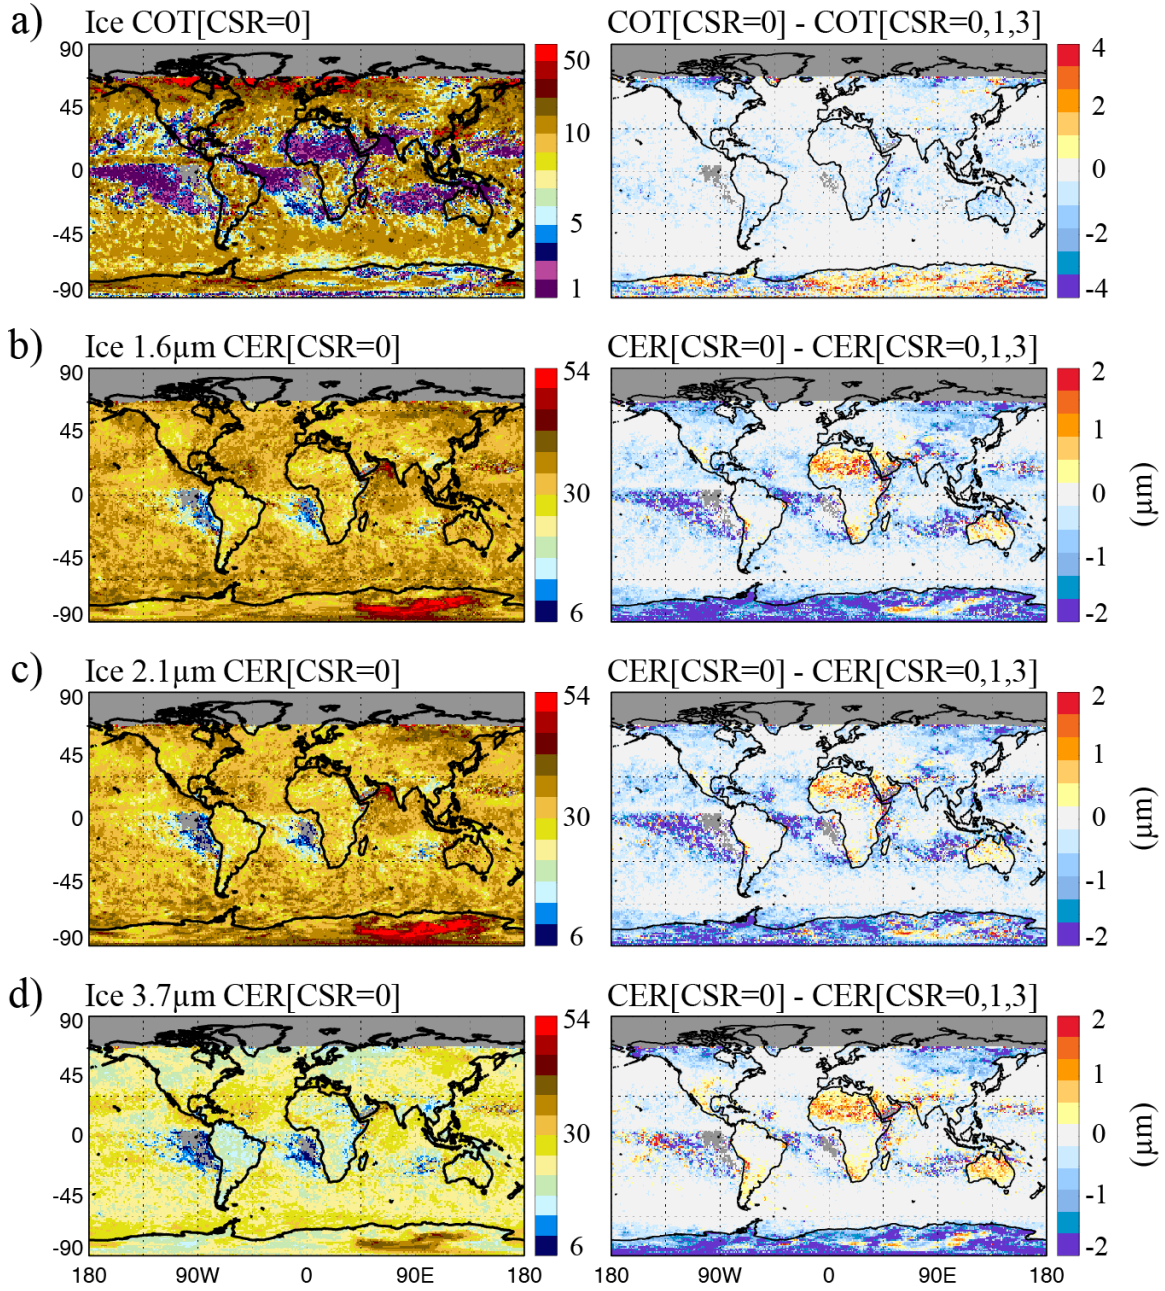 a) Ice COT[CSR=0] COT[CSR=0] - COT[CSR=0,1,3]
90 50 4
45 2
10
0 0
5
-45 -2
-90 1 -4
b) Ice 1.6µm CER[CSR=0] CER[CSR=0] - CER[CSR=0,1,3]
90 54 2
45 1
0 30 0 (µm)
-45 -1
-90 6 -2
c) Ice 2.1µm CER[CSR=0] CER[CSR=0] - CER[CSR=0,1,3]
90 54 2
45 1
0 30 0 (µm)
-45 -1
-90 6 -2
d) Ice 3.7µm CER[CSR=0] CER[CSR=0] - CER[CSR=0,1,3]
90 54 2
45 1
0 30 0 (µm)
-45 -1
-90 6 -2
180 90W 0 90E 180 180 90W 0 90E 180